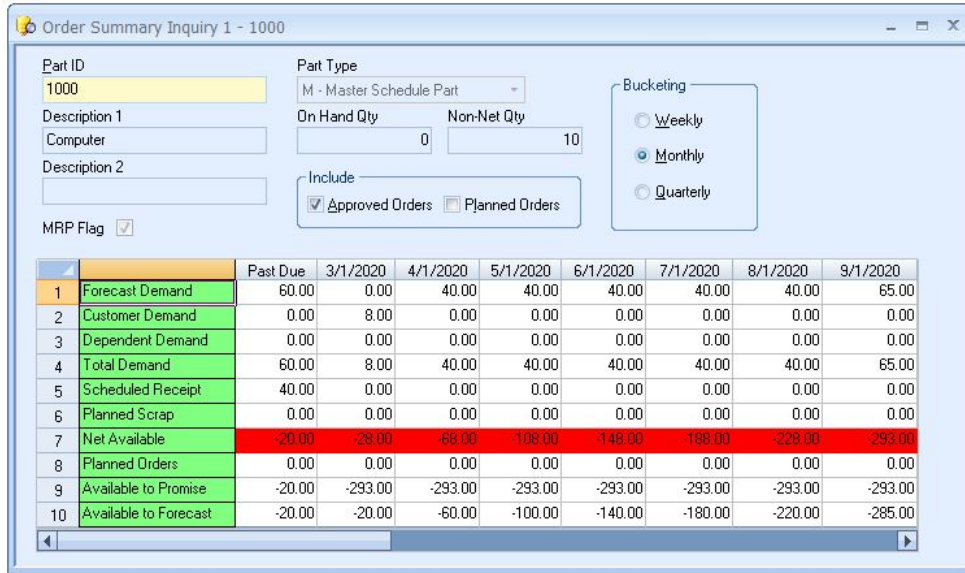 Order Summary Inquiry 1 - 1000
Part ID
1000
Part Type
M - Master Schedule Part
Description 1
Computer
On Hand Qty
0
Non-Net Qty
10
Description 2
Include
Approved Orders
Planned Orders
MRP Flag
Bucketing
Weekly
Monthly
Quarterly
Past Due 3/1/2020 4/1/2020 5/1/2020 6/1/2020 7/1/2020 8/1/2020 9/1/2020
1 Forecast Demand 60.00 0.00 40.00 40.00 40.00 40.00 40.00 65.00
2 Customer Demand 0.00 8.00 0.00 0.00 0.00 0.00 0.00 0.00
3 Dependent Demand 0.00 0.00 0.00 0.00 0.00 0.00 0.00 0.00
4 Total Demand 60.00 8.00 40.00 40.00 40.00 40.00 40.00 65.00
5 Scheduled Receipt 40.00 0.00 0.00 0.00 0.00 0.00 0.00 0.00
6 Planned Scrap 0.00 0.00 0.00 0.00 0.00 0.00 0.00 0.00
7 Net Available -20.00 -28.00 -68.00 -108.00 -148.00 -188.00 -228.00 -293.00
8 Planned Orders 0.00 0.00 0.00 0.00 0.00 0.00 0.00 0.00
9 Available to Promise -20.00 -293.00 -293.00 -293.00 -293.00 -293.00 -293.00 -293.00
10 Available to Forecast -20.00 -20.00 -60.00 -100.00 -140.00 -180.00 -220.00 -285.00